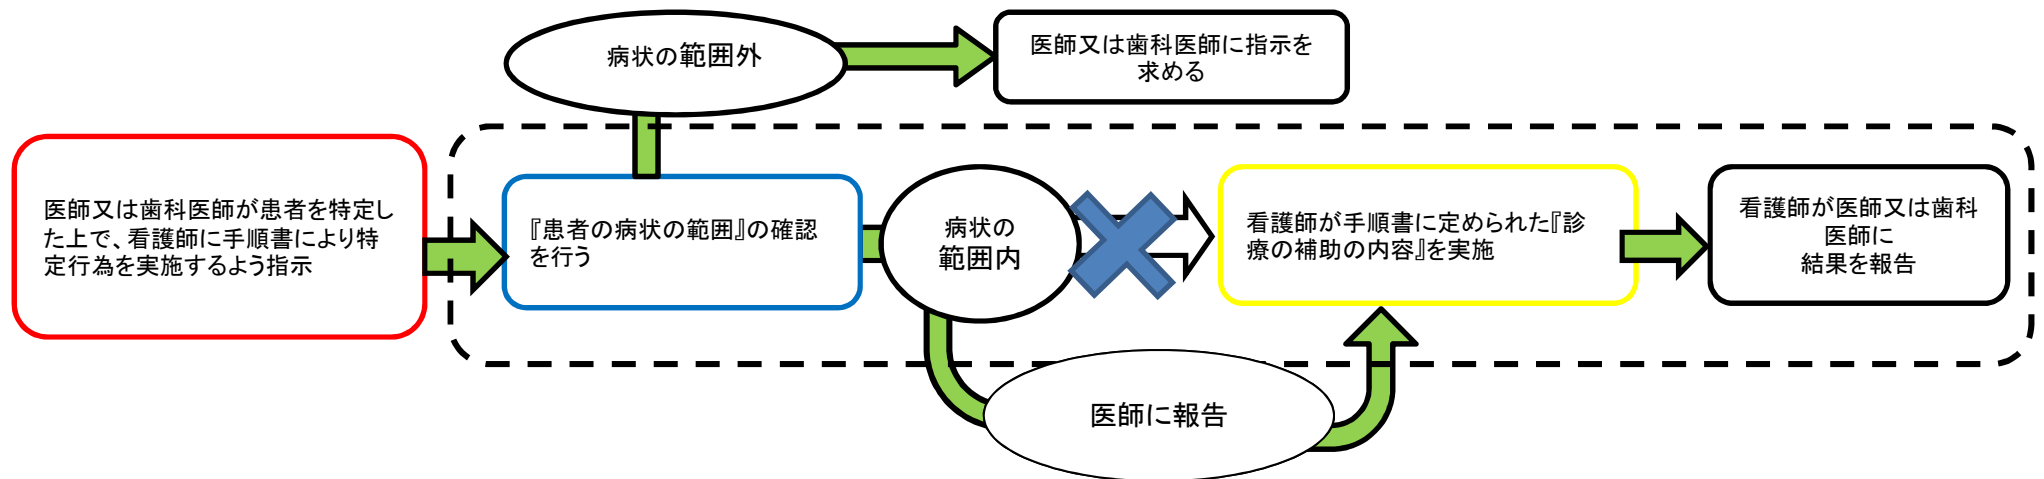 病状の範囲外
医師又は歯科医師に指示を
求める
医師又は歯科医師が患者を特定し
た上で、看護師に手順書により特
定行為を実施するよう指示
『患者の病状の範囲』の確認
を行う
病状の
範囲内
看護師が手順書に定められた『診
療の補助の内容』を実施
看護師が医師又は歯科
医師に
結果を報告
医師に報告